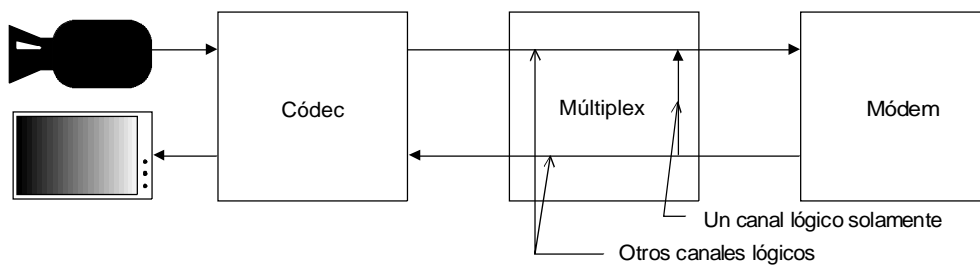 Códec
Múltiplex
Módem
Un canal lógico solamente
Otros canales lógicos